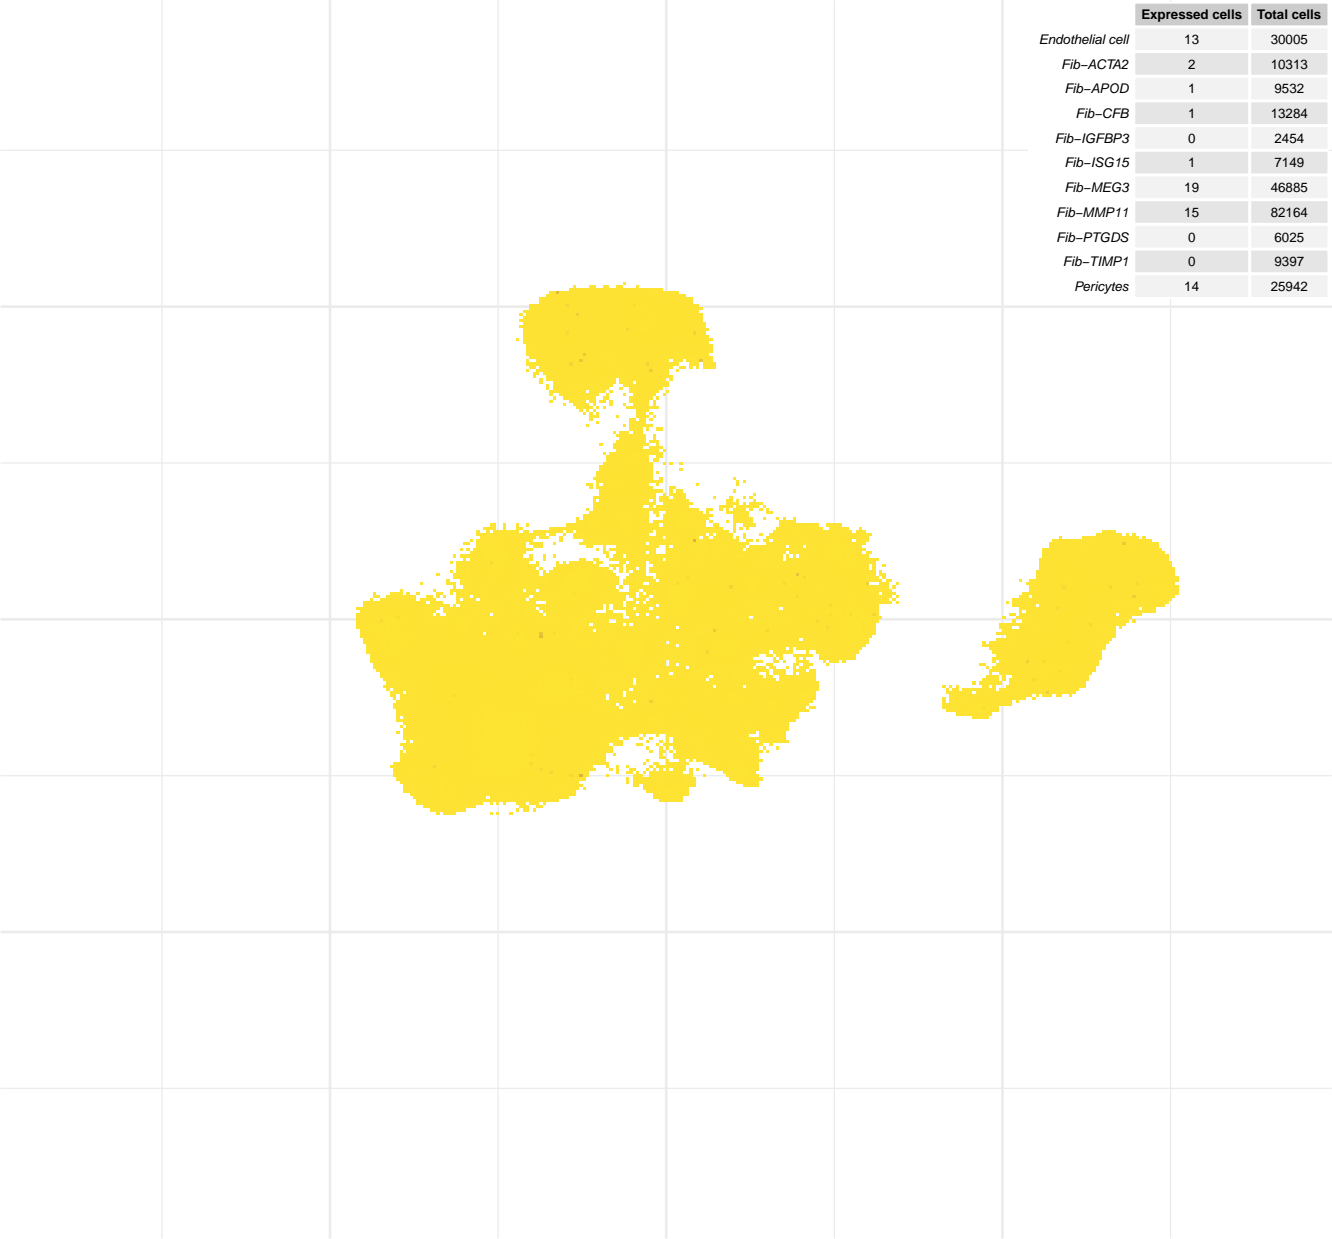 Expressed cells Total cells
Endothelial cell 13 30005
Fib−ACTA2 2 10313
Fib−APOD 1 9532
Fib−CFB 1 13284
Fib−IGFBP3 0 2454
Fib−ISG15 1 7149
Fib−MEG3 19 46885
Fib−MMP11 15 82164
Fib−PTGDS 0 6025
Fib−TIMP1 0 9397
Pericytes 14 25942